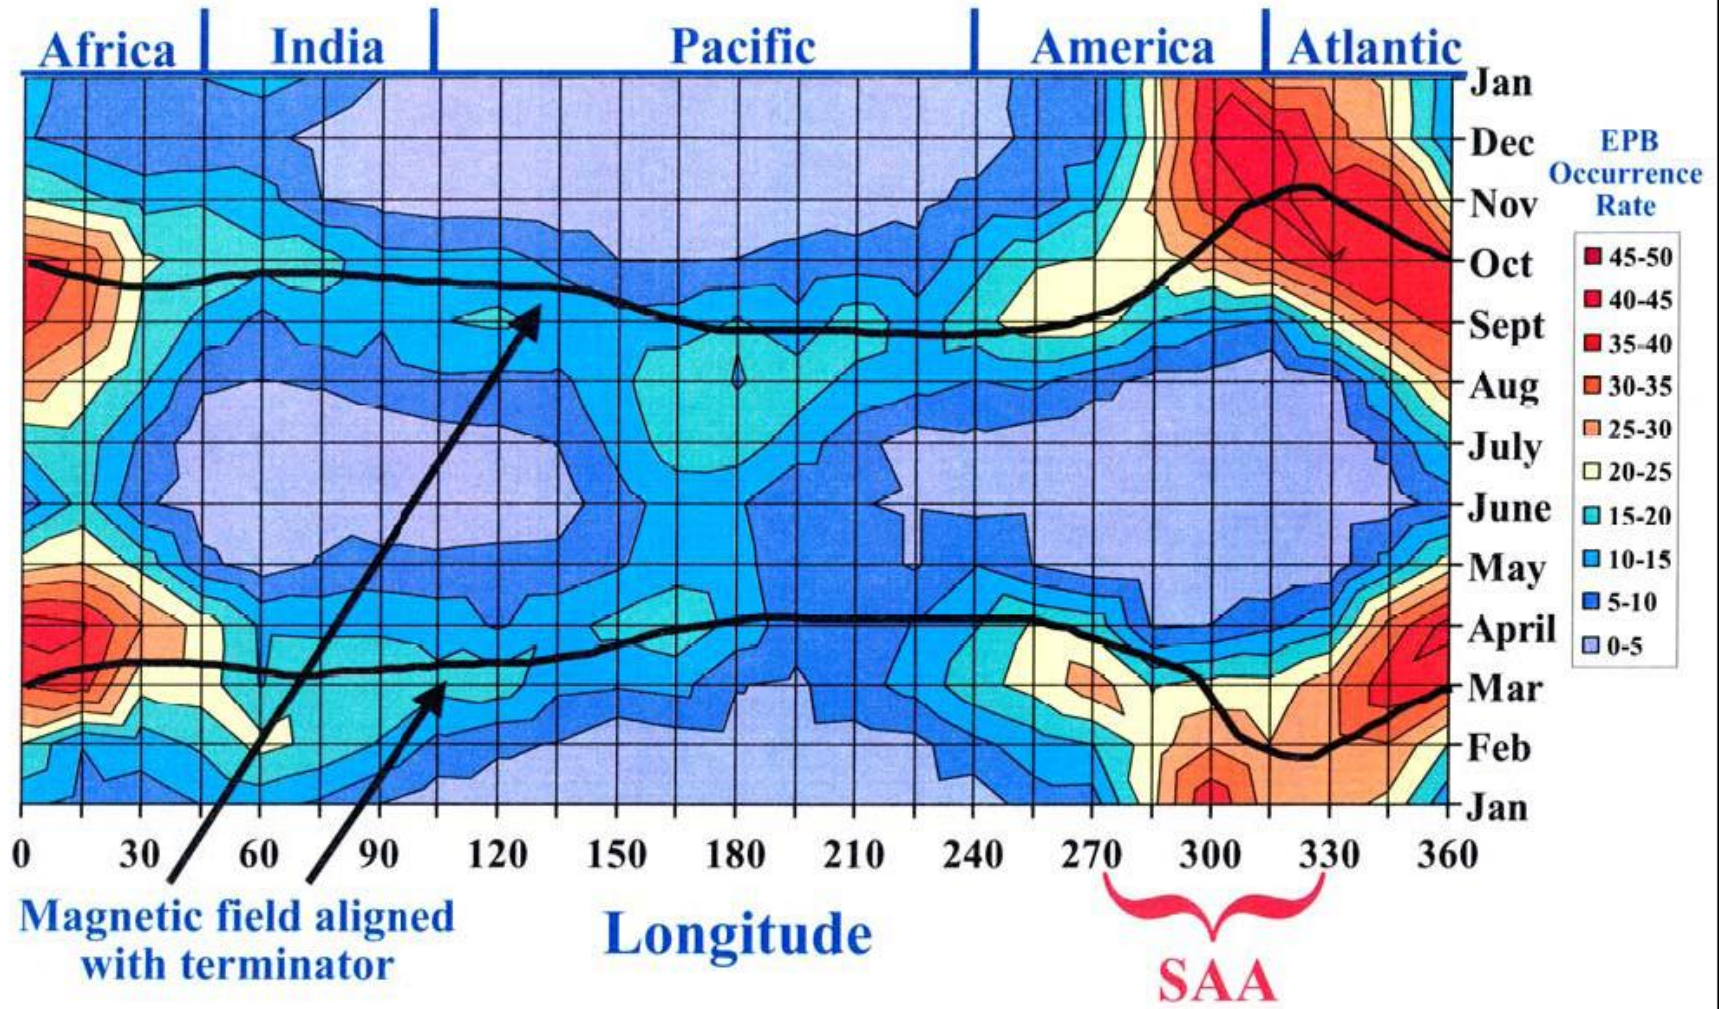 Africa India Pacific America Atlantic
Jan
Dec
Nov
Oct
Sept
Aug
July
June
May
April
Mar
Feb
Jan
EPB
Occurrence
Rate
45-50
40-45
35-40
30-35
25-30
20-25
15-20
10-15
5-10
0-5
0 30 60 90 120 150 180 210 240 270 300 330 360
Magnetic field aligned
with terminator
Longitude
SAA